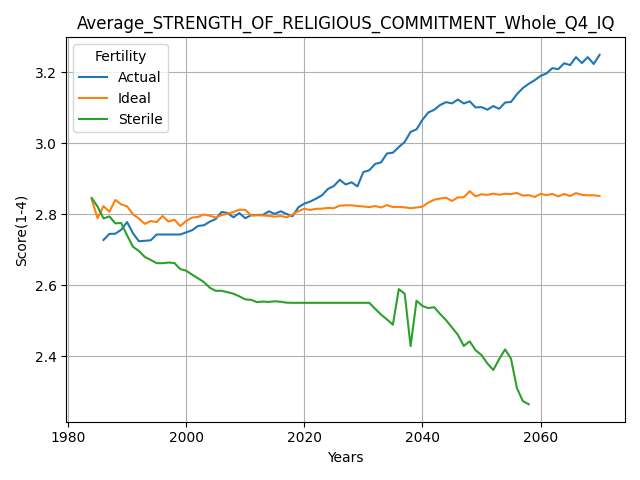 Average_STRENGTH_OF_RELIGIOUS_COMMITMENT_Whole_Q4_IQ
Fertility
Actual
Ideal
Sterile
Score(1-4)
3.2
3.0
2.8
2.6
2.4
1980 2000 2020 2040 2060
Years